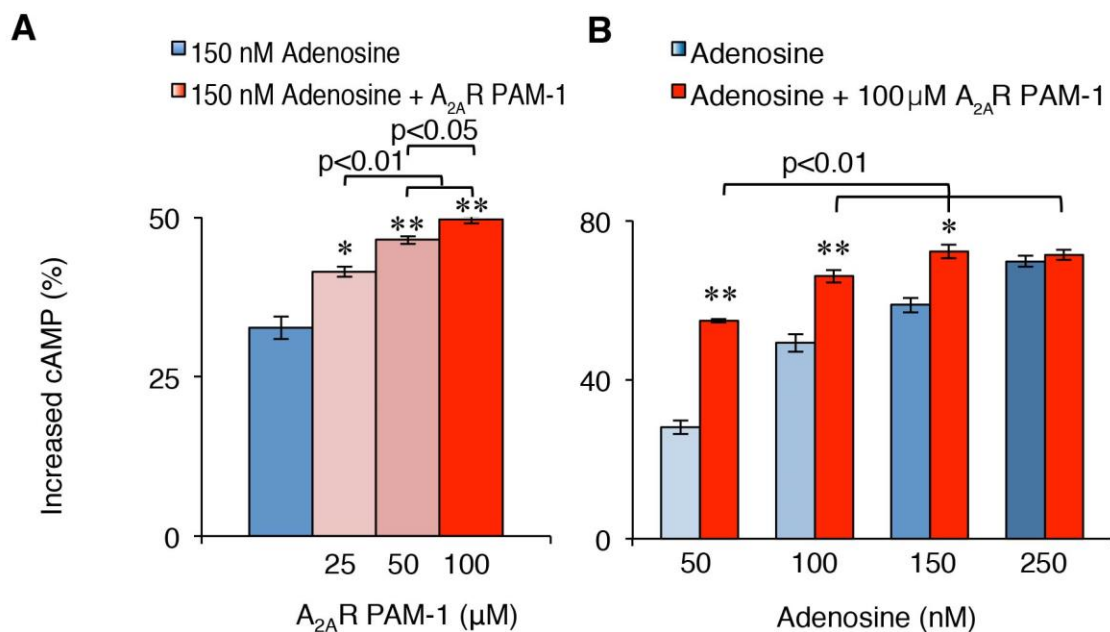 A
150 nM Adenosine
150 nM Adenosine + A₂ₐR PAM-1
p<0.05
p<0.01
** 
**
*
50
25
0
Increased cAMP (%)
25 50 100
A₂ₐR PAM-1 (µM)
B
Adenosine
Adenosine + 100µM A₂ₐR PAM-1
p<0.01
*
**
**
80
40
0
50 100 150 250
Adenosine (nM)